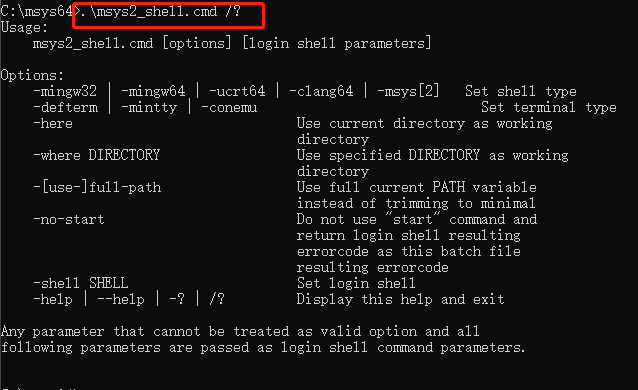 C:\msys64>.\msys2_shell.cmd /?
Usage:
msys2_shell.cmd [options] [login shell parameters]
Options:
-mingw32 | -mingw64 | -ucrt64 | -clang64 | -msys[2]   Set shell type
-defterm | -mintty | -conemu   Set terminal type
-here   Use current directory as working
directory
-where DIRECTORY   Use specified DIRECTORY as working
directory
-[use-]full-path   Use full current PATH variable
instead of trimming to minimal
-no-start   Do not use "start" command and
return login shell resulting
errorcode as this batch file
resulting errorcode
-shell SHELL   Set login shell
-help | --help | -? | /?   Display this help and exit
Any parameter that cannot be treated as valid option and all
following parameters are passed as login shell command parameters.